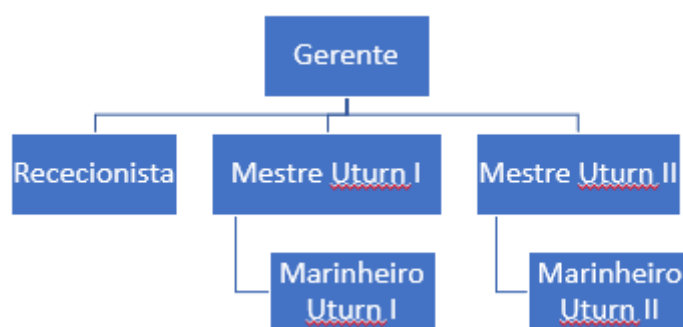 Gerente
Rececionista
Mestre Uturn I
Mestre Uturn II
Marinheiro
Uturn I
Marinheiro
Uturn II